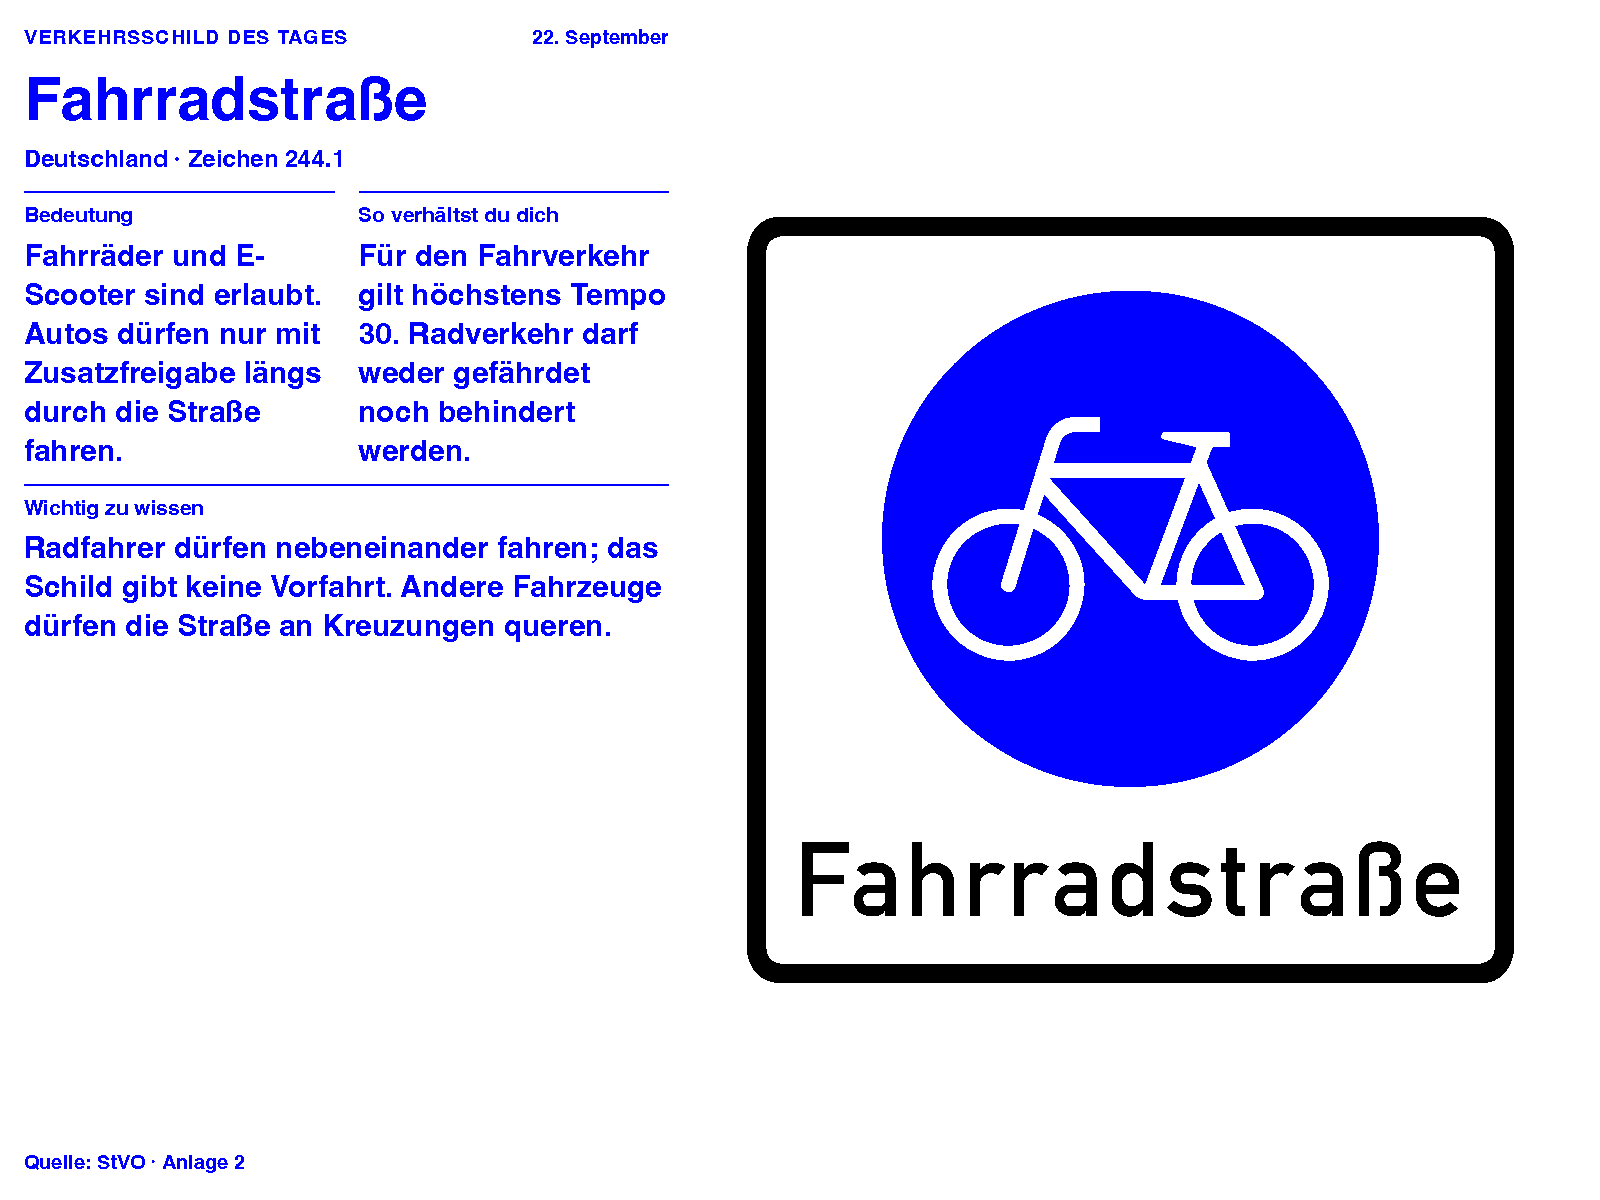 VERKEHRSSCHILD DES TAGES
22. September
Fahrradstraße
Deutschland · Zeichen 244.1
Bedeutung
Fahrräder und E-
Scooter sind erlaubt.
Autos dürfen nur mit
Zusatzfreigabe längs
durch die Straße
fahren.
So verhältst du dich
Für den Fahrverkehr
gilt höchstens Tempo
30. Radverkehr darf
weder gefährdet
noch behindert
werden.
Wichtig zu wissen
Radfahrer dürfen nebeneinander fahren; das
Schild gibt keine Vorfahrt. Andere Fahrzeuge
dürfen die Straße an Kreuzungen queren.
Fahrradstraße
Quelle: StVO · Anlage 2